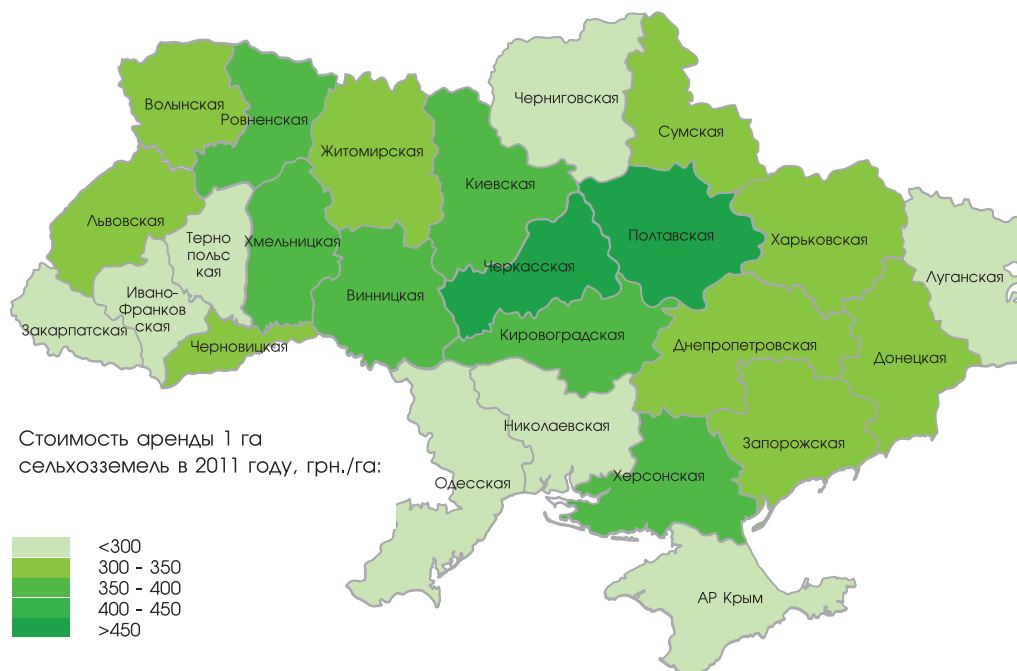 Черниговская
Волынская
Ровненская
Сумская
Житомирская
Киевская
Львовская
Терно
поль
ская
Хмельницкая
Полтавская
Харьковская
Черкасская
Луганская
Ивано-
Франков
ская
Винницкая
Закарпатская
Черновицкая
Кировоградская
Днепропетровская
Донецкая
Николаевская
Запорожская
Стоимость аренды 1 га
сельхозземель в 2011 году, грн./га:
Херсонская
Одесская
<300
300 - 350
350 - 400
400 - 450
>450
АР Крым